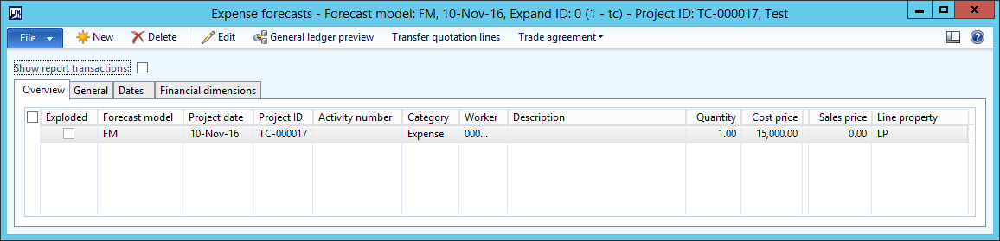 Expense forecasts - Forecast model: FM, 10-Nov-16, Expand ID: 0 (1 - tc) - Project ID: TC-000017, Test
File New Delete Edit General ledger preview Transfer quotation lines Trade agreement
Show report transactions:
Overview General Dates Financial dimensions
Exploded Forecast model Project date Project ID Activity number Category Worker Description Quantity Cost price Sales price Line property
FM 10-Nov-16 TC-000017 Expense 000... 1.00 15,000.00 0.00 LP